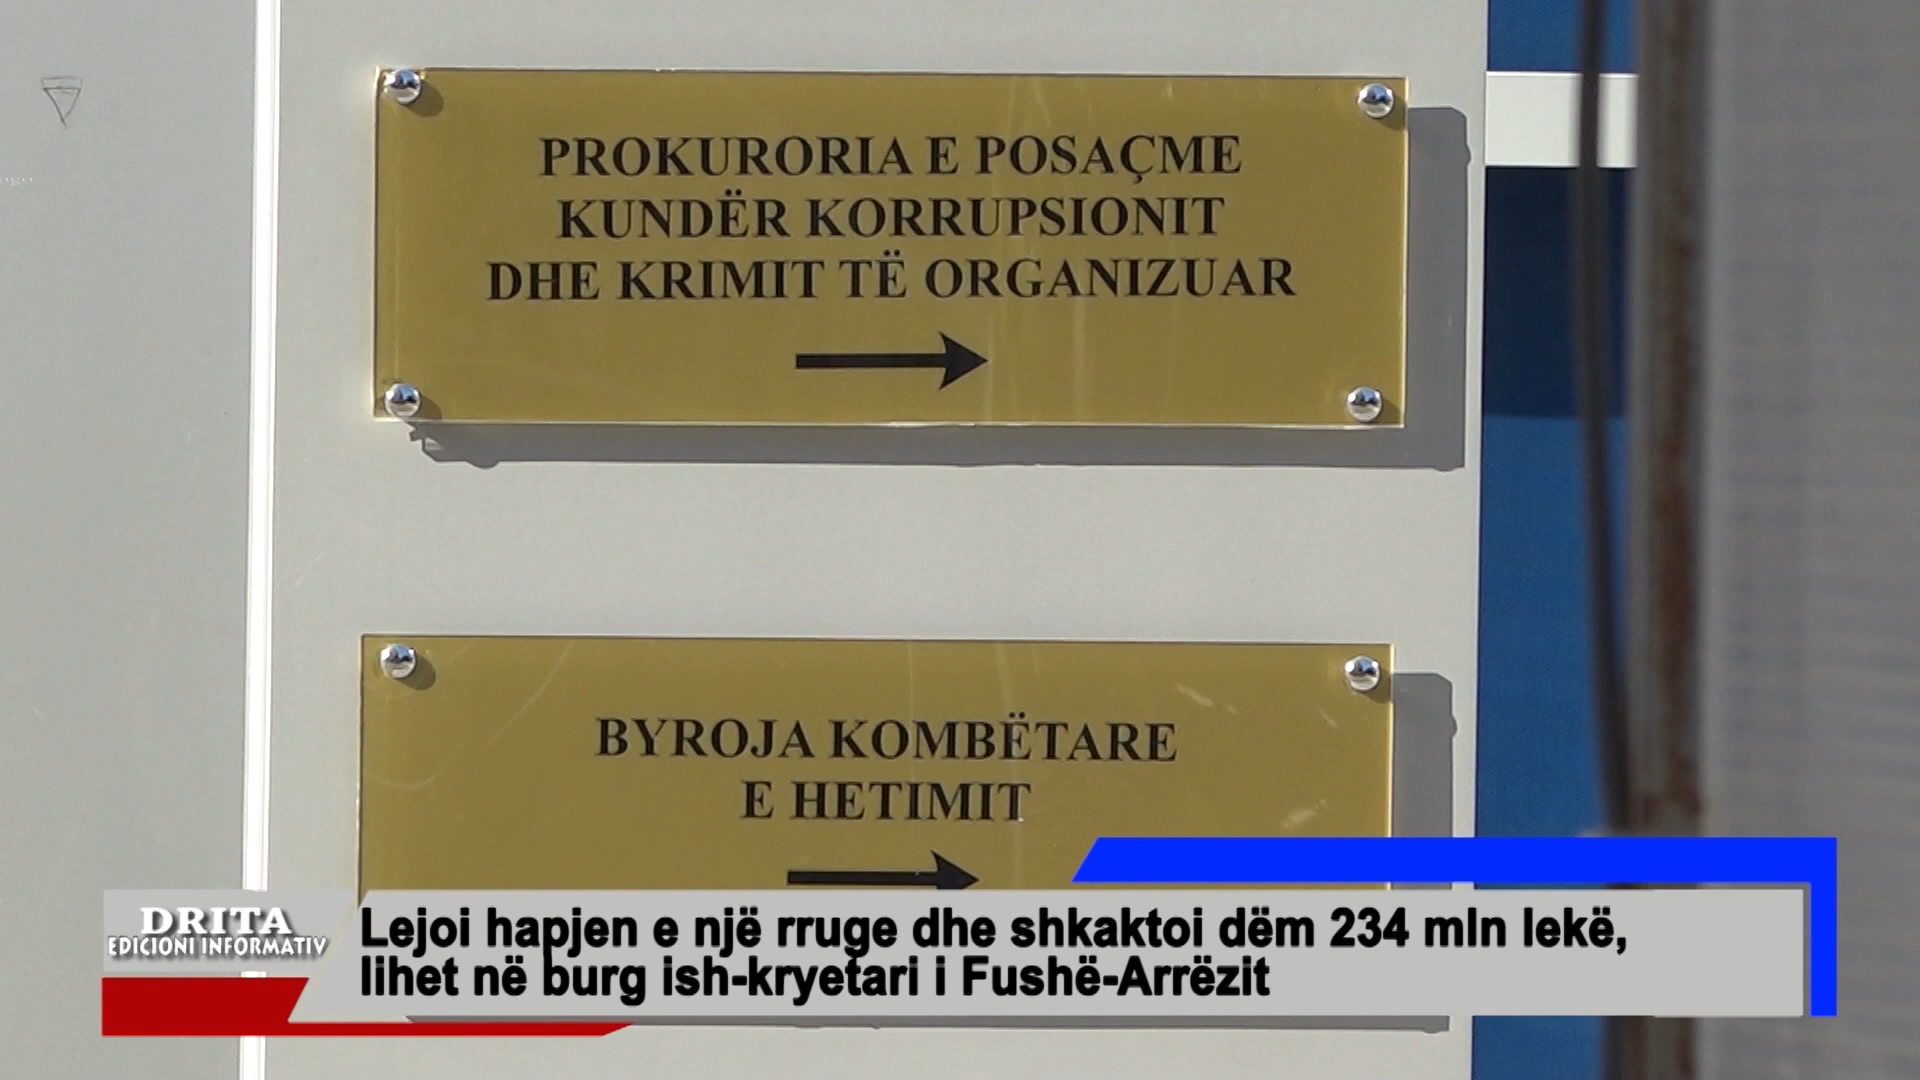 PROKURORIA E POSAÇME
KUNDËR KORRUPSIONIT
DHE KRIMIT TË ORGANIZUAR
BYROJA KOMBËTARE
E HETIMIT
DRITA
EDICIONI INFORMATIV
Lejoi hapjen e një rruge dhe shkaktoi dëm 234 mln lekë,
lihet në burg ish-kryetari i Fushë-Arrëzit